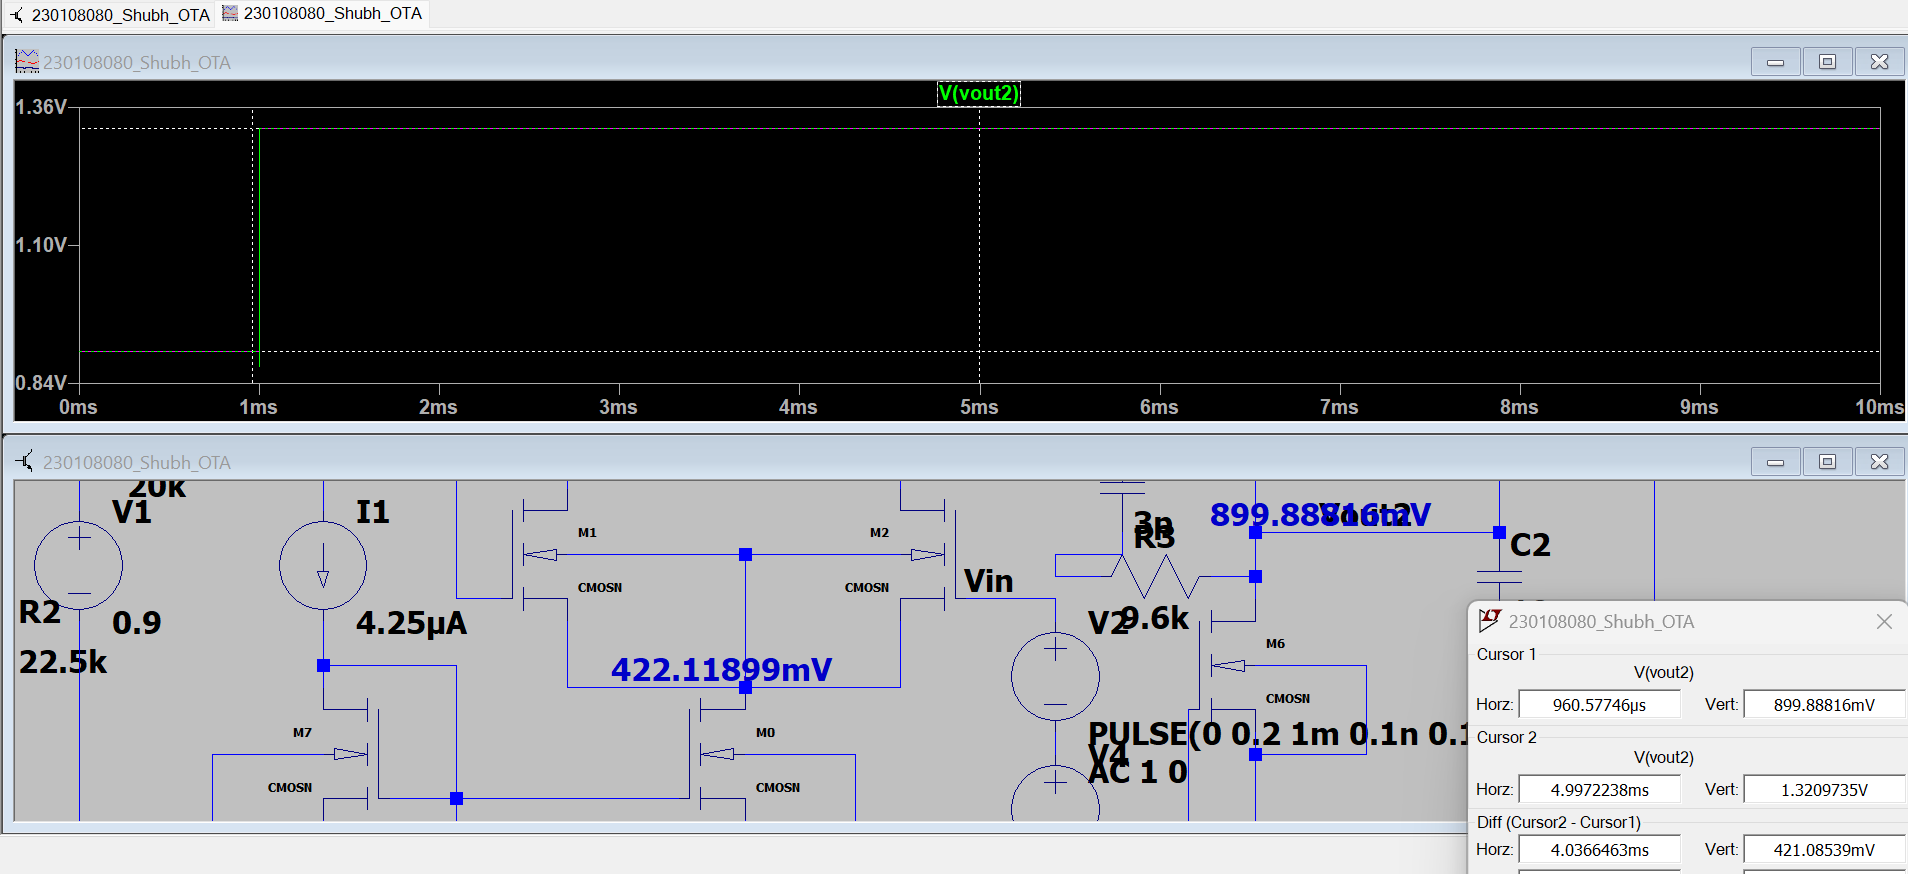 230108080_Shubh_OTA
230108080_Shubh_OTA
230108080_Shubh_OTA
V(vout2)
1.36V
1.10V
0.84V
0ms 1ms 2ms 3ms 4ms 5ms 6ms 7ms 8ms 9ms 10ms
230108080_Shubh_OTA
20k
V1
0.9
R2
22.5k
I1
4.25µA
M1
CMOSN
M2
CMOSN
Vin
422.11899mV
M7
CMOSN
M0
CMOSN
3p
R3
9.6k
899.88816mV
Vout2
C2
V2
PULSE(0 0.2 1m 0.1n 0.1
V4
AC 1 0
M6
CMOSN
230108080_Shubh_OTA
Cursor 1
V(vout2)
Horz: 960.57746µs Vert: 899.88816mV
Cursor 2
V(vout2)
Horz: 4.9972238ms Vert: 1.3209735V
Diff (Cursor2 - Cursor1)
Horz: 4.0366463ms Vert: 421.08539mV